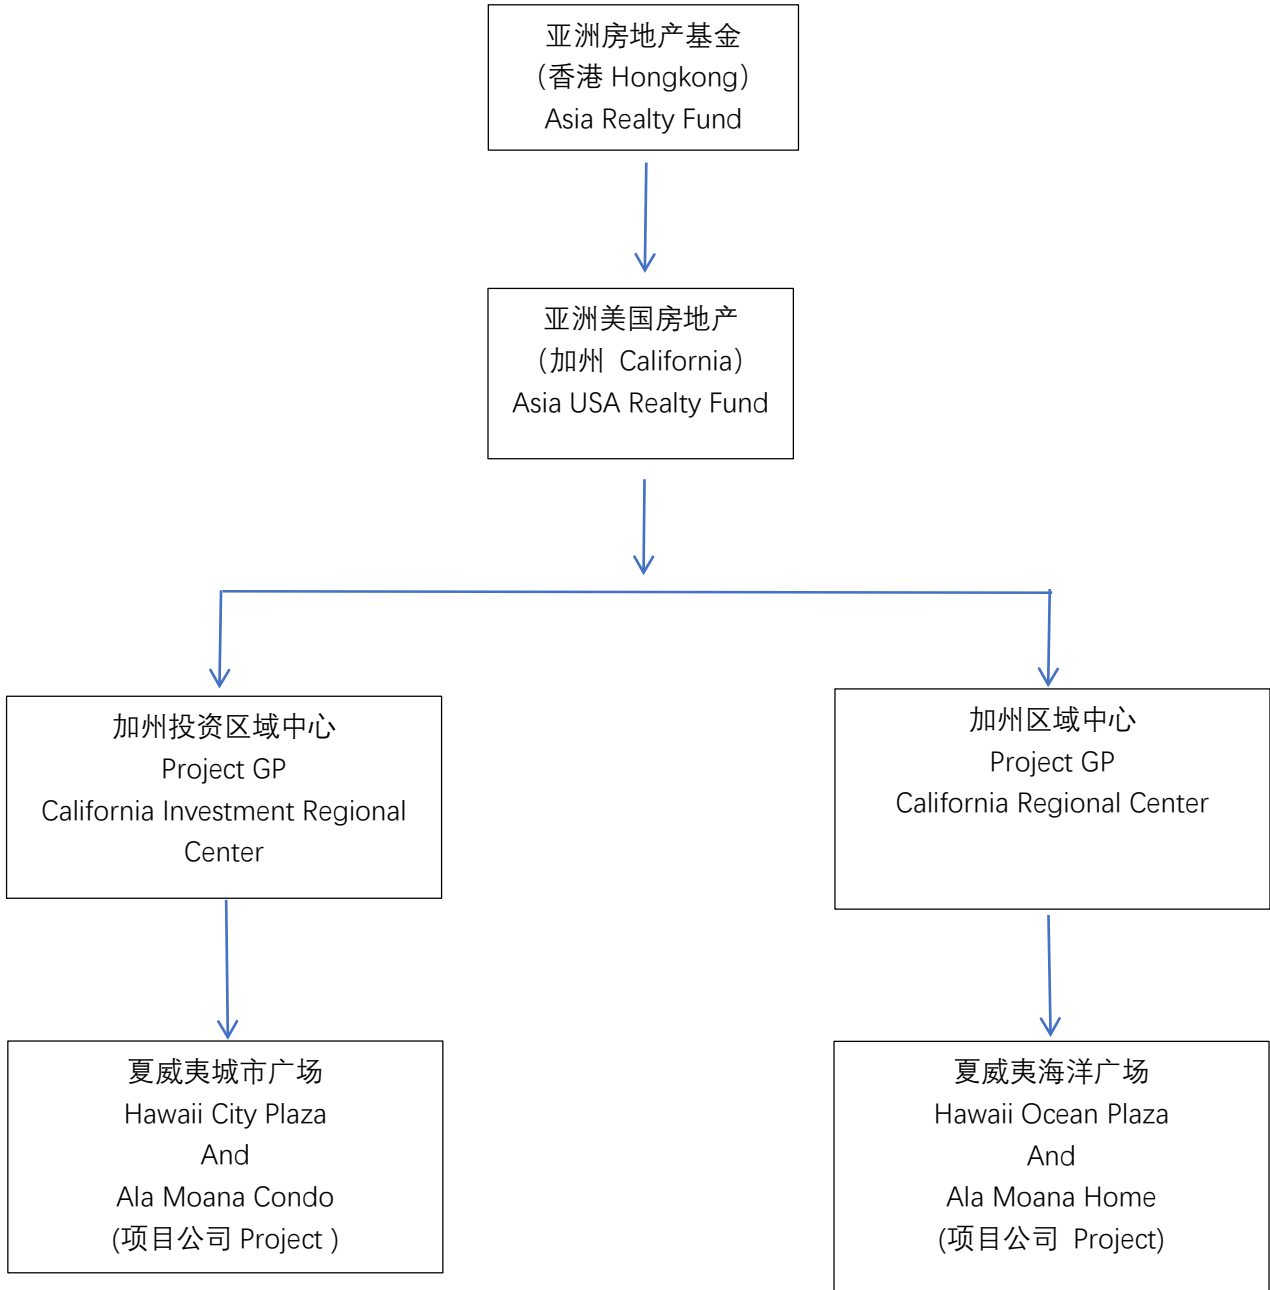 亚洲房地产基金
（香港 Hongkong）
Asia Realty Fund
亚洲美国房地产
（加州 California）
Asia USA Realty Fund
加州投资区域中心
Project GP
California Investment Regional
Center
加州区域中心
Project GP
California Regional Center
夏威夷城市广场
Hawaii City Plaza
And
Ala Moana Condo
(项目公司 Project )
夏威夷海洋广场
Hawaii Ocean Plaza
And
Ala Moana Home
(项目公司 Project)